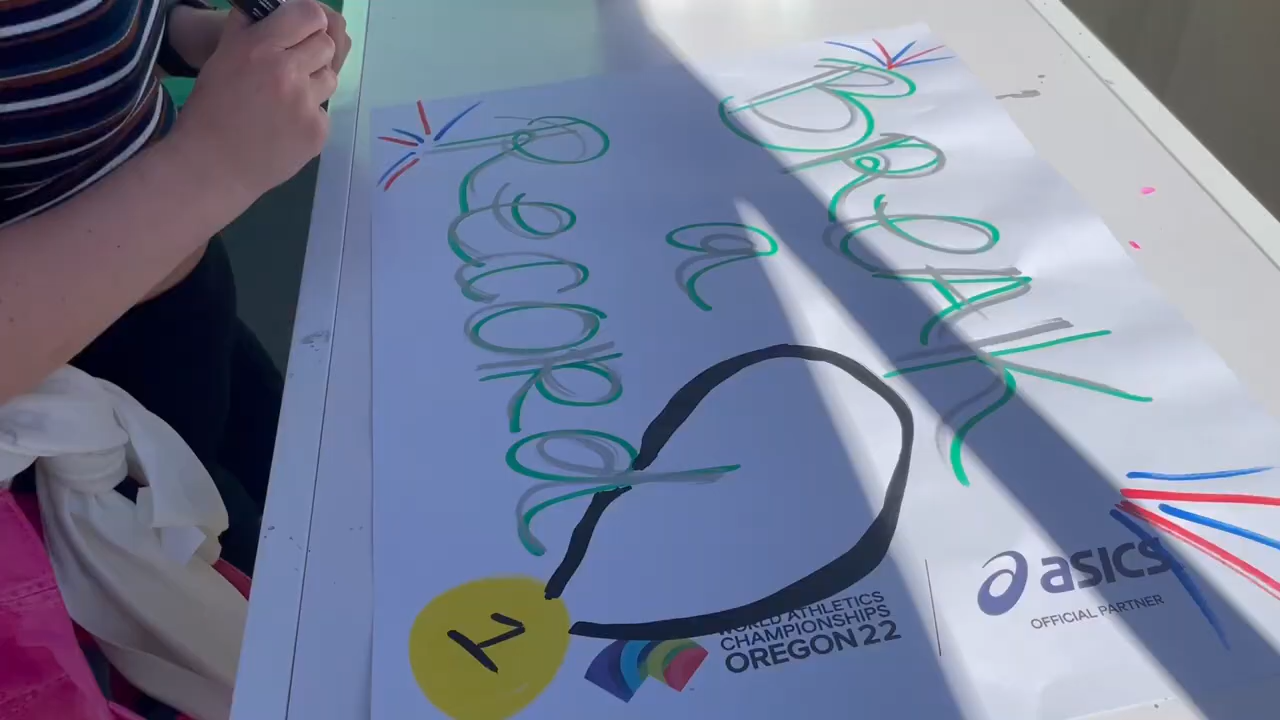 Break
a
Record
1
WORLD ATHLETICS
CHAMPIONSHIPS
OREGON22
asics
OFFICIAL PARTNER